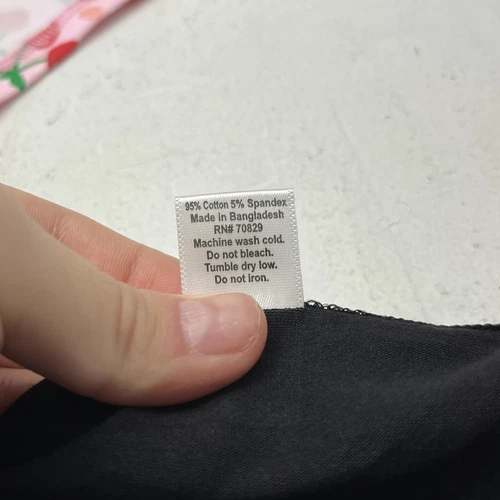 95% Cotton 5% Spandex
Made in Bangladesh
RN# 70829
Machine wash cold.
Do not bleach.
Tumble dry low.
Do not iron.